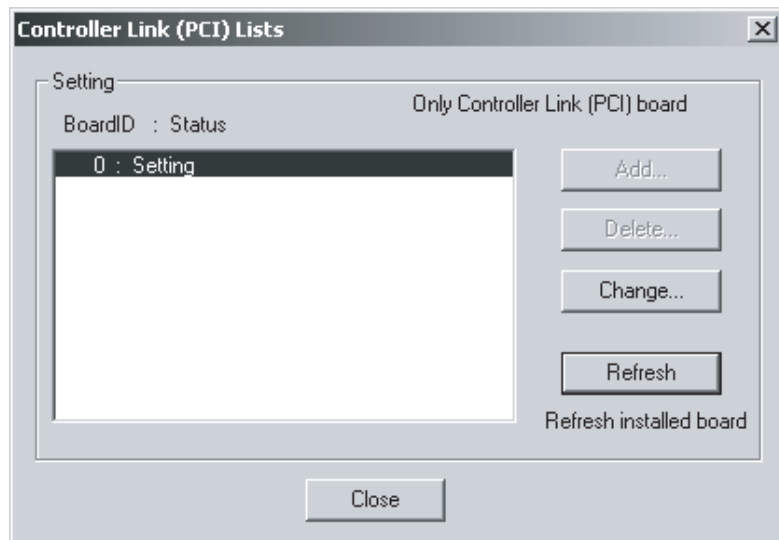 Controller Link (PCI) Lists
Setting
Only Controller Link (PCI) board
BoardID : Status
0 : Setting
Add...
Delete...
Change...
Refresh
Refresh installed board
Close